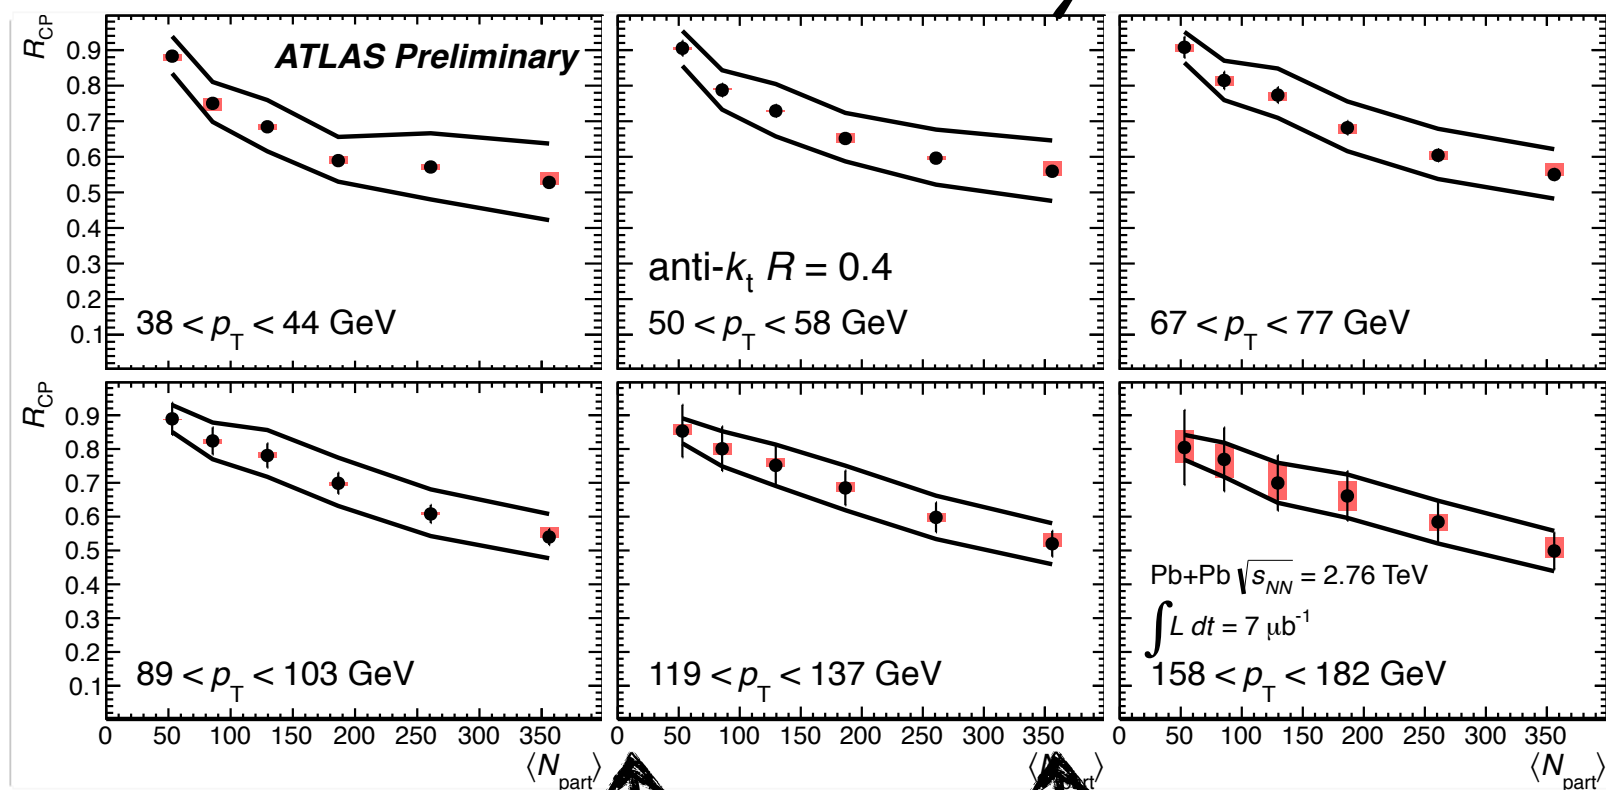 R_CP
0.9
0.8
0.7
0.6
0.5
0.4
0.3
0.2
0.1
ATLAS Preliminary
38 < p_T < 44 GeV
anti-k_t R = 0.4
50 < p_T < 58 GeV
67 < p_T < 77 GeV
R_CP
0.9
0.8
0.7
0.6
0.5
0.4
0.3
0.2
0.1
89 < p_T < 103 GeV
119 < p_T < 137 GeV
Pb+Pb √s_NN = 2.76 TeV
∫ L dt = 7 μb^-1
158 < p_T < 182 GeV
0 50 100 150 200 250 300 350 400
50 100 150 200 250 300 350 400
50 100 150 200 250 300 350 400
⟨N_part⟩ ⟨N_part⟩